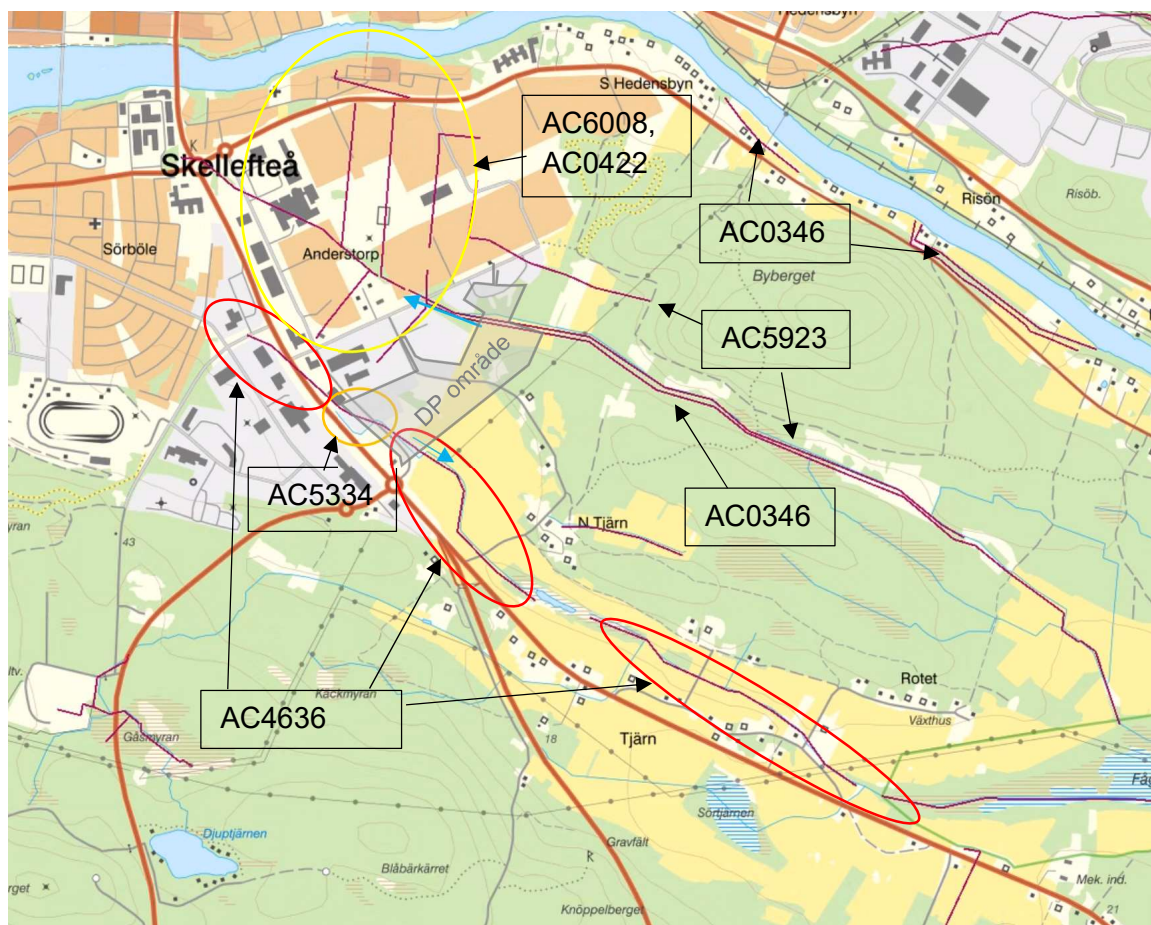 Hedensbyn
S Hedensbyn
K
AC6008,
AC0422
Skellefteå
Risön
Risöb.
Sörböle
AC0346
Anderstorp
Byberget
AC5923
DP område
AC5334
AC0346
N Tjärn
43
Rotet
Käckmyran
AC4636
Växthus
Tjärn
18
Gåsmyran
Sörtjärnen
Djuptjärnen
Gravfält
R
Blåbärkärret
Mek. ind.
Knöppelberget
21